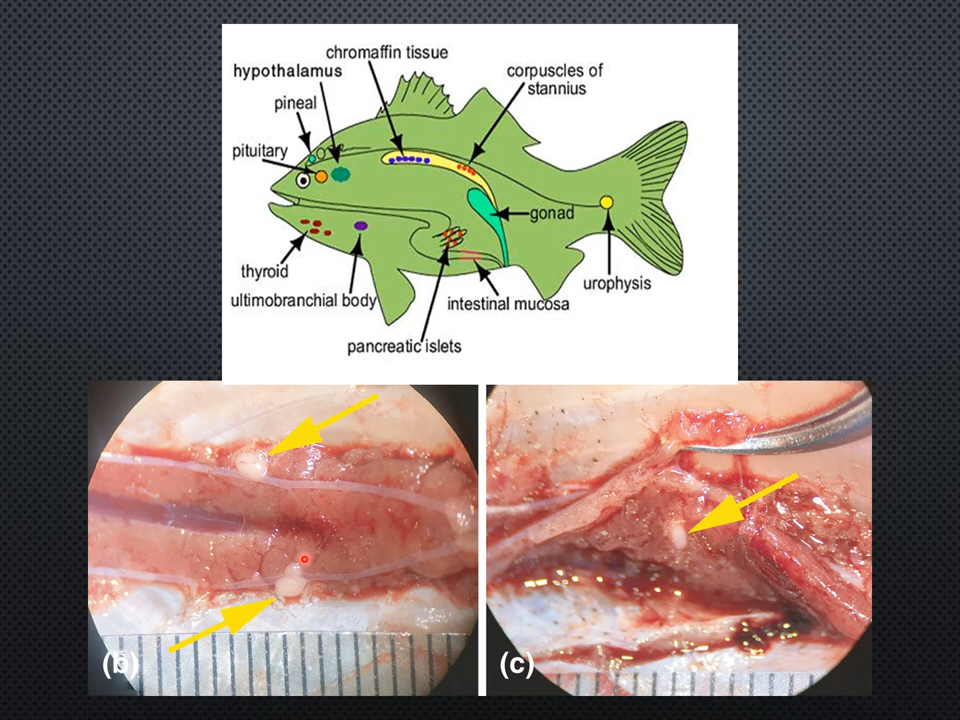 chromaffin tissue
hypothalamus
corpuscles of
stannius
pineal
pituitary
gonad
thyroid
ultimobranchial body
intestinal mucosa
urophysis
pancreatic islets
(b)
(c)